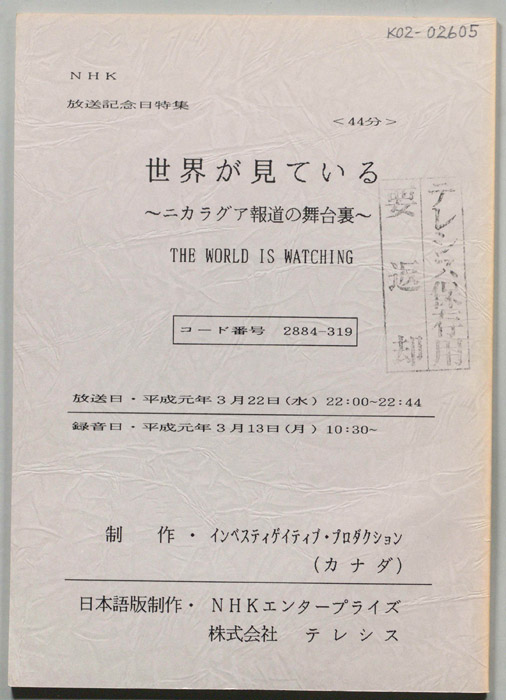 K02-02605
NHK
放送記念日特集
<44分>
世界が見ている
~ニカラグア報道の舞台裏~
THE WORLD IS WATCHING
テレシス保存用
要返却
コード番号 2884-319
放送日・平成元年3月22日(水) 22:00~22:44
録音日・平成元年3月13日(月) 10:30~
制 作・インベスティゲイティブ・プロダクション
(カナダ)
日本語版制作・NHKエンタープライズ
株式会社 テレシス